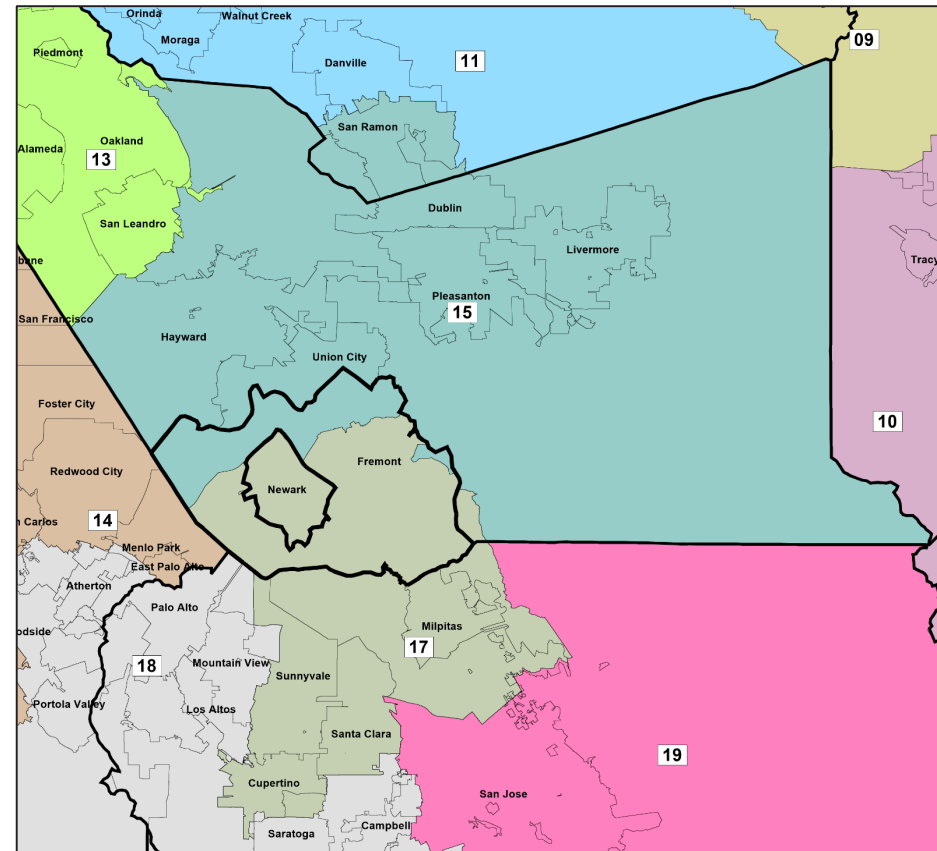 Orinda
Walnut Creek
09
Moraga
Piedmont
Danville
11
San Ramon
Oakland
Alameda
13
Dublin
San Leandro
Livermore
bane
Tracy
Pleasanton
15
San Francisco
Hayward
Union City
Foster City
10
Fremont
Redwood City
Newark
n Carlos
14
Menlo Park
East Palo Alto
Atherton
Palo Alto
Milpitas
odside
17
18
Mountain View
Sunnyvale
Portola Valley
Los Altos
Santa Clara
19
Cupertino
San Jose
Saratoga
Campbell